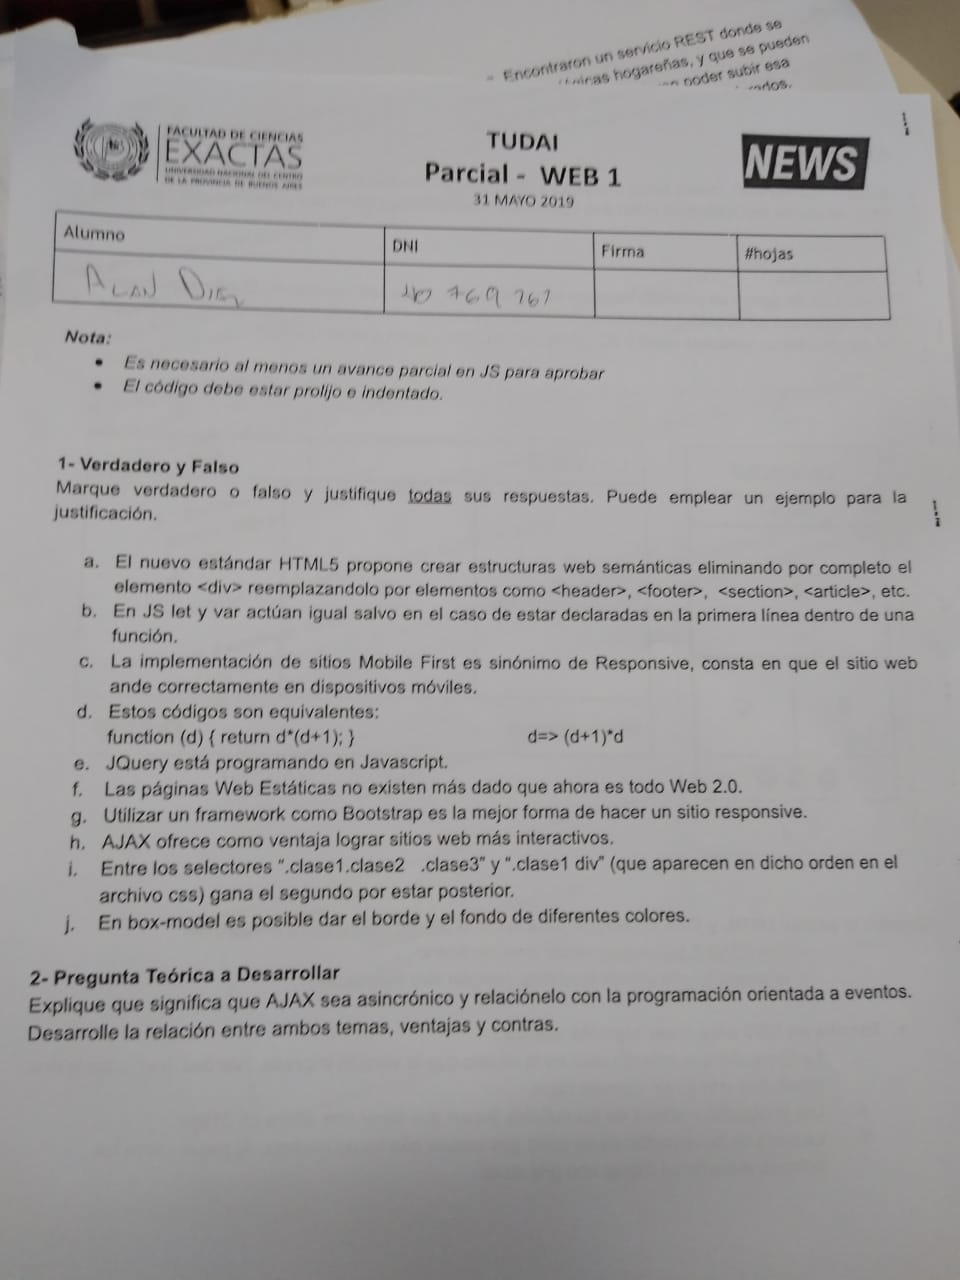 Encontraron un servicio REST donde se
hogareñas, y que se pueden
poder subir esa
FACULTAD DE CIENCIAS
EXACTAS
UNIVERSIDAD NACIONAL DEL CENTRO
DE LA PROVINCIA DE BUENOS AIRES
TUDAI
Parcial - WEB 1
31 MAYO 2019
NEWS
Alumno DNI Firma #hojas
ALAN DIEZ 40 769 767
Nota:
• Es necesario al menos un avance parcial en JS para aprobar
• El código debe estar prolijo e indentado.
1- Verdadero y Falso
Marque verdadero o falso y justifique todas sus respuestas. Puede emplear un ejemplo para la
justificación.
a. El nuevo estándar HTML5 propone crear estructuras web semánticas eliminando por completo el
elemento <div> reemplazandolo por elementos como <header>, <footer>, <section>, <article>, etc.
b. En JS let y var actúan igual salvo en el caso de estar declaradas en la primera línea dentro de una
función.
c. La implementación de sitios Mobile First es sinónimo de Responsive, consta en que el sitio web
ande correctamente en dispositivos móviles.
d. Estos códigos son equivalentes:
function (d) { return d*(d+1); } d=> (d+1)*d
e. JQuery está programando en Javascript.
f. Las páginas Web Estáticas no existen más dado que ahora es todo Web 2.0.
g. Utilizar un framework como Bootstrap es la mejor forma de hacer un sitio responsive.
h. AJAX ofrece como ventaja lograr sitios web más interactivos.
i. Entre los selectores ".clase1.clase2 .clase3" y ".clase1 div" (que aparecen en dicho orden en el
archivo css) gana el segundo por estar posterior.
j. En box-model es posible dar el borde y el fondo de diferentes colores.
2- Pregunta Teórica a Desarrollar
Explique que significa que AJAX sea asincrónico y relaciónelo con la programación orientada a eventos.
Desarrolle la relación entre ambos temas, ventajas y contras.